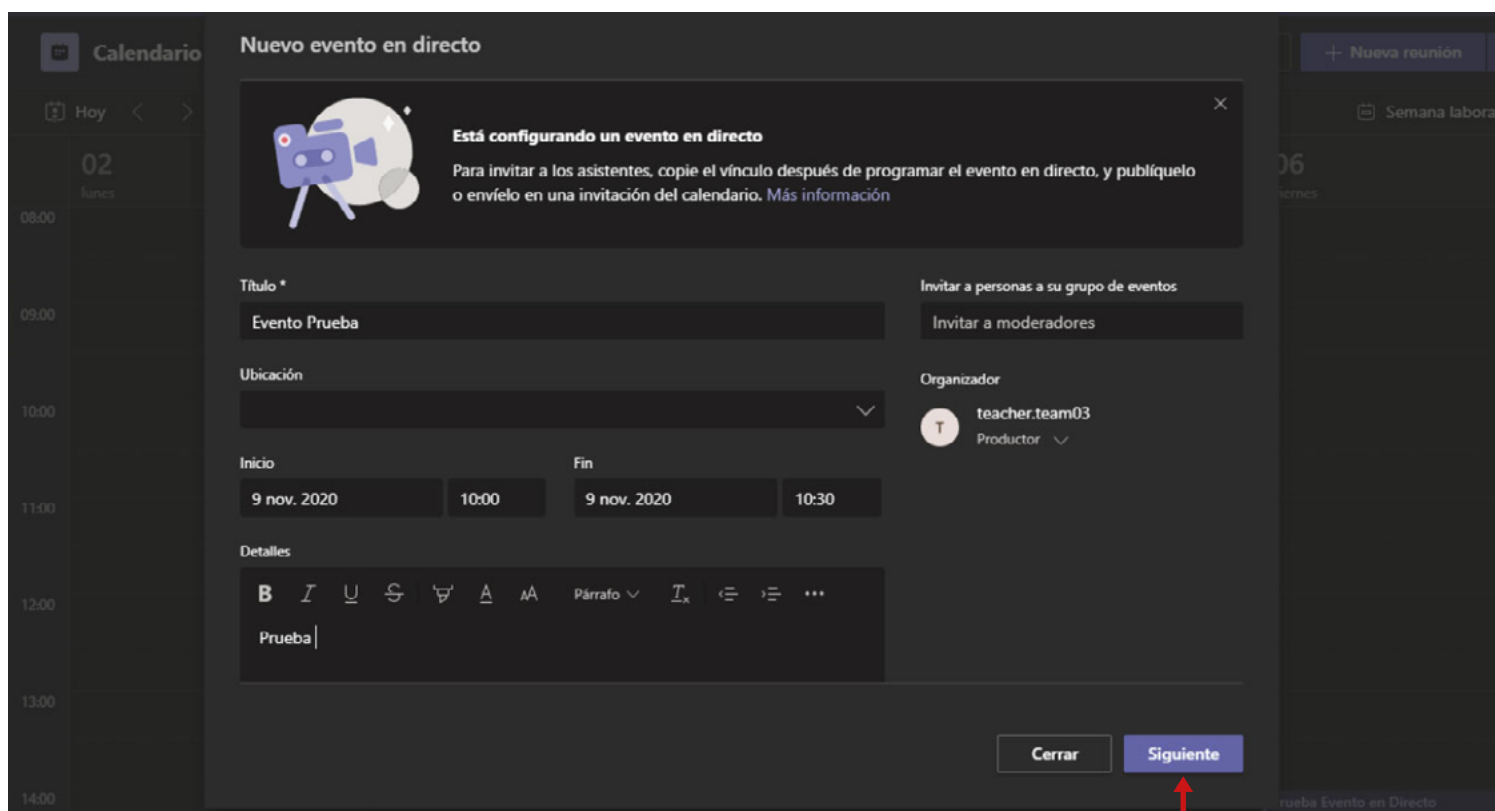 Calendario
Nuevo evento en directo
+ Nueva reunión
Hoy
Semana labora
Está configurando un evento en directo
Para invitar a los asistentes, copie el vínculo después de programar el evento en directo, y publíquelo
o envíelo en una invitación del calendario. Más información
02
lunes
06
iernes
08:00
Título *
Invitar a personas a su grupo de eventos
09:00
Evento Prueba
Invitar a moderadores
Ubicación
Organizador
10:00
T
teacher.team03
Productor
Inicio
Fin
9 nov. 2020
10:00
9 nov. 2020
10:30
11:00
Detalles
B I U S A AA Párrafo Tx ...
12:00
Prueba
13:00
Cerrar
Siguiente
14:00
rueba Evento en Directo